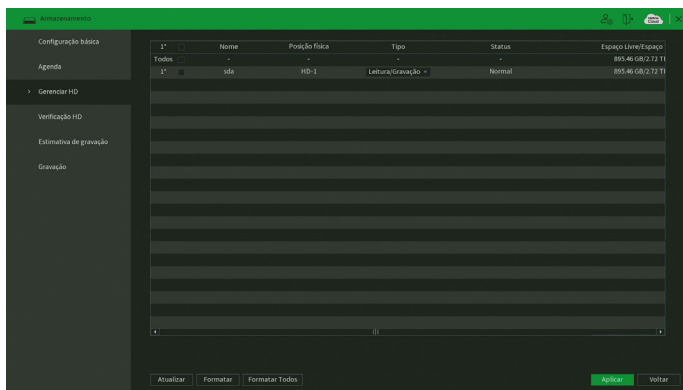 Armazenamento
Configuração básica
Agenda
> Gerenciar HD
Verificação HD
Estimativa de gravação
Gravação
1* Nome Posição física Tipo Status Espaço Livre/Espaço
Todos - - - - 895.46 GB/2.72 T
1* sda HD-1 Leitura/Gravação Normal 895.46 GB/2.72 T
Atualizar Formatar Formatar Todos Aplicar Voltar